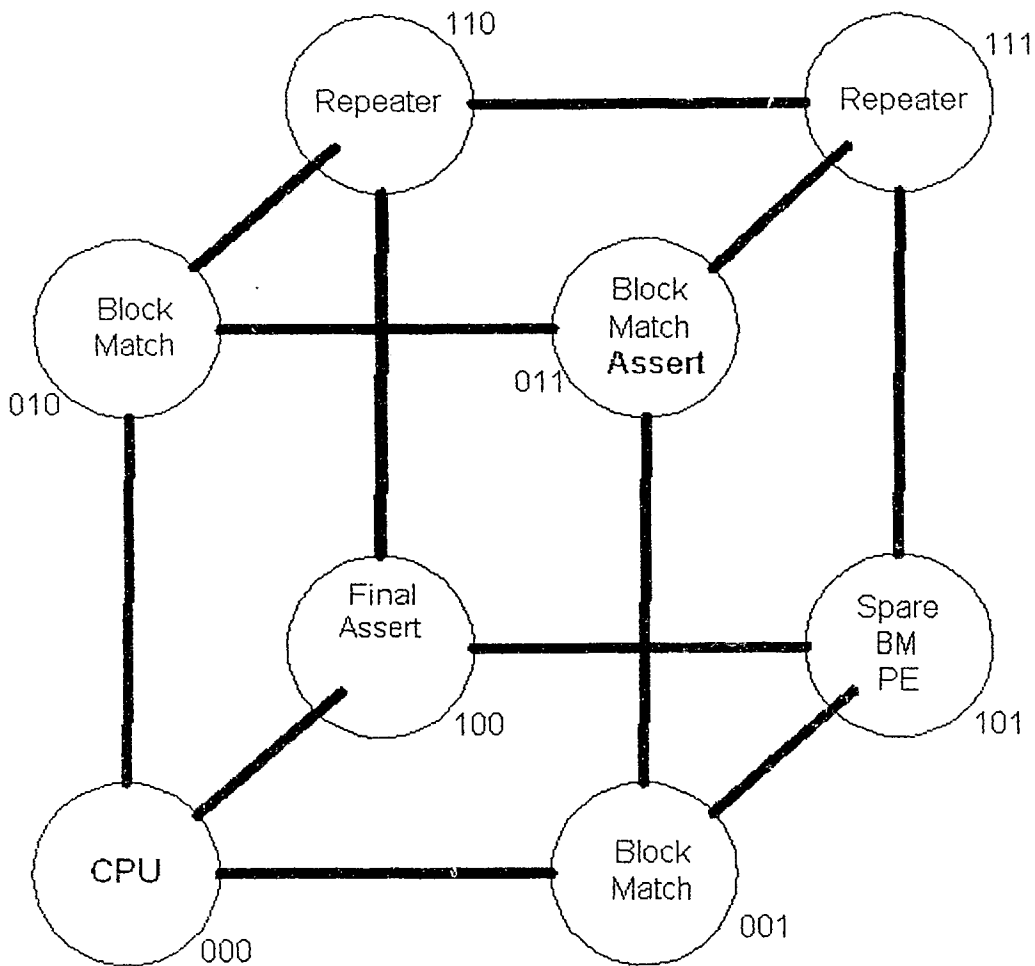 110
111
Repeater
Repeater
Block
Match
010
Block
Match
Assert
011
Final
Assert
100
Spare
BM
PE
101
CPU
000
Block
Match
001